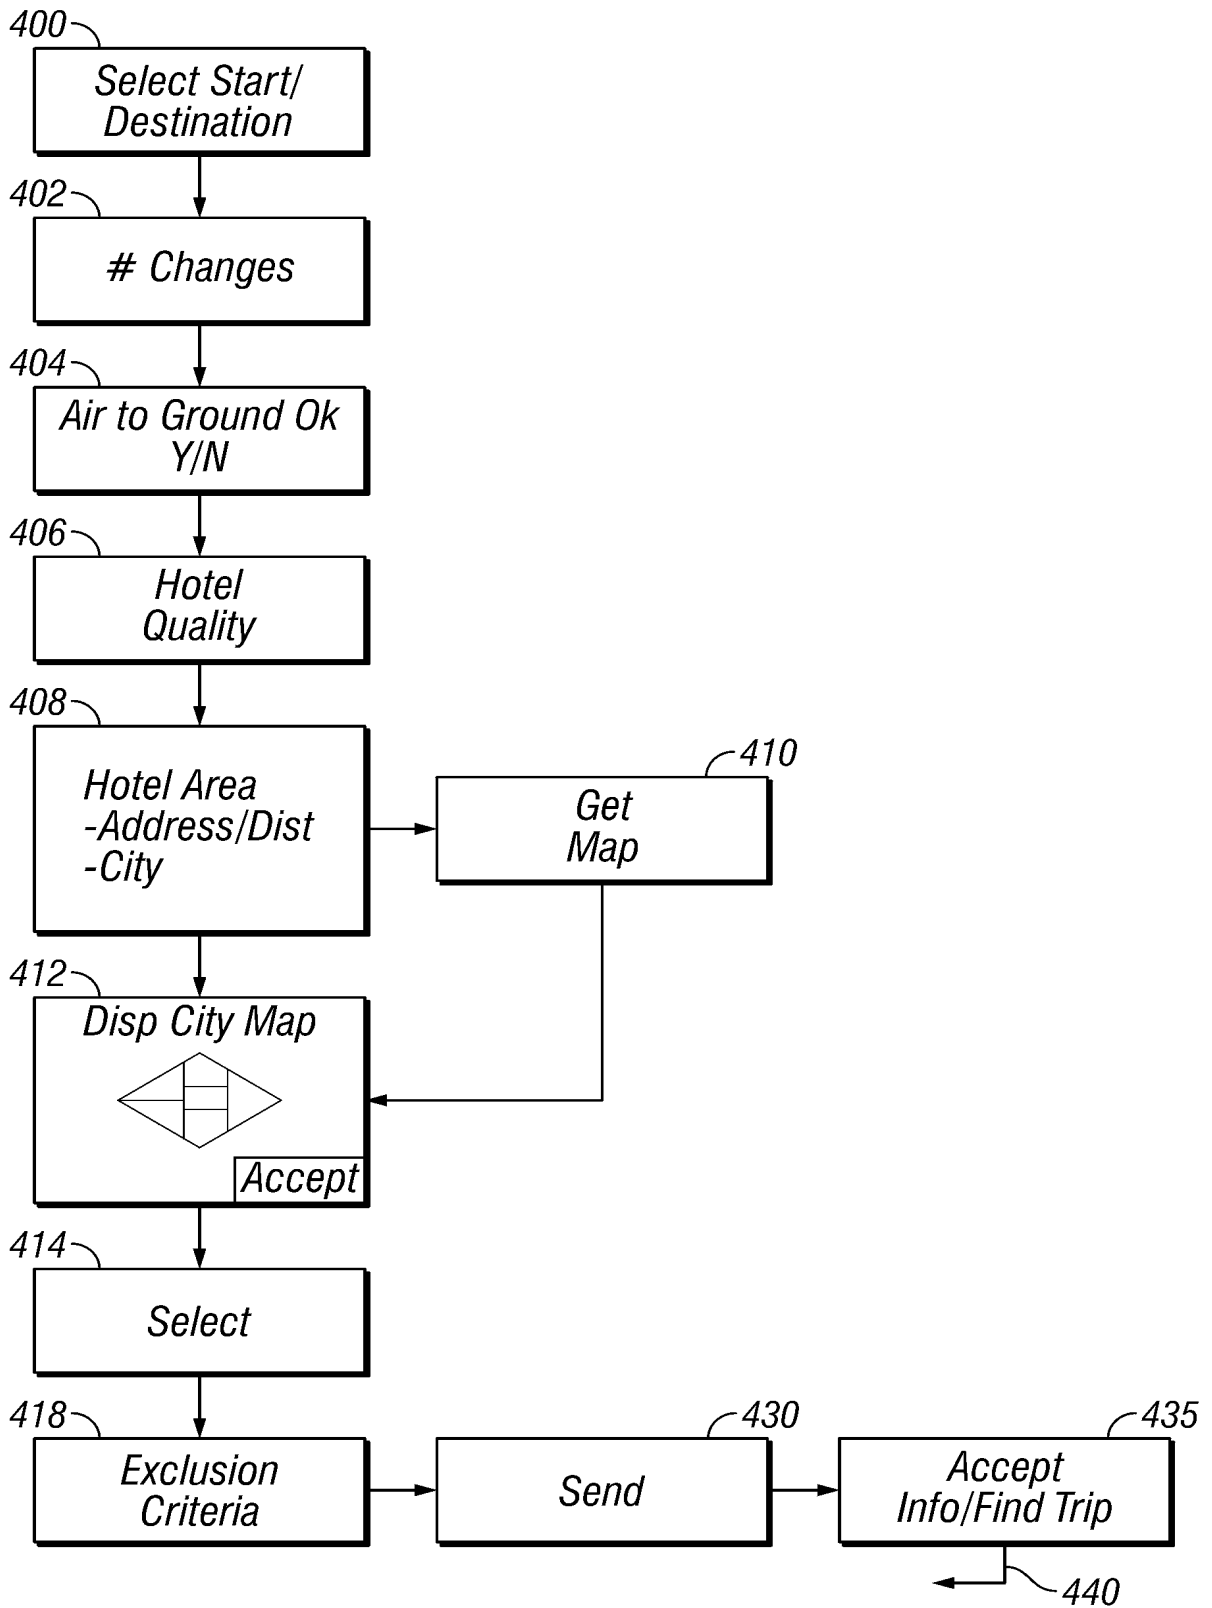 400
Select Start/
Destination
402
# Changes
404
Air to Ground Ok
Y/N
406
Hotel
Quality
408
Hotel Area
-Address/Dist
-City
410
Get
Map
412
Disp City Map
Accept
414
Select
418
Exclusion
Criteria
430
Send
435
Accept
Info/Find Trip
440